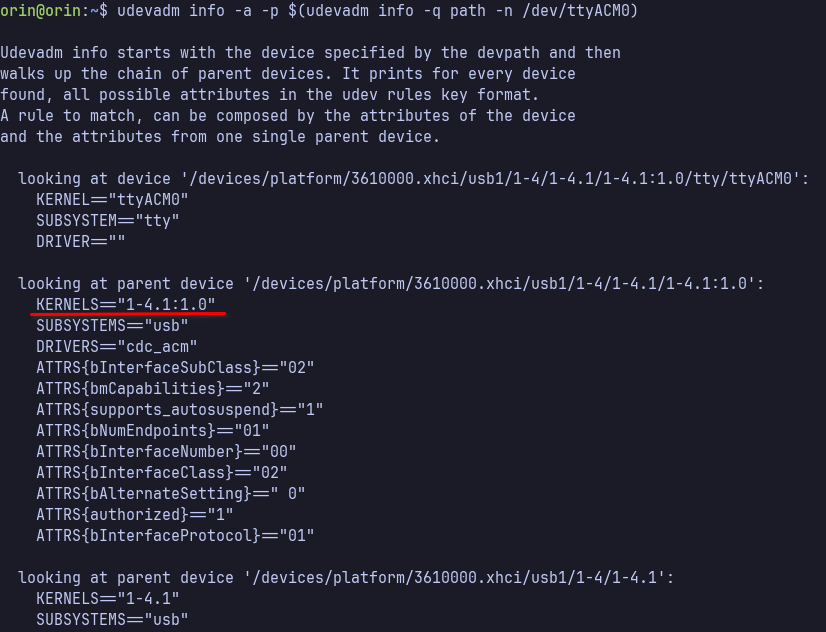 orin@orin:~$ udevadm info -a -p $(udevadm info -q path -n /dev/ttyACM0)

Udevadm info starts with the device specified by the devpath and then
walks up the chain of parent devices. It prints for every device
found, all possible attributes in the udev rules key format.
A rule to match, can be composed by the attributes of the device
and the attributes from one single parent device.

  looking at device '/devices/platform/3610000.xhci/usb1/1-4/1-4.1/1-4.1:1.0/tty/ttyACM0':
    KERNEL=="ttyACM0"
    SUBSYSTEM=="tty"
    DRIVER==""

  looking at parent device '/devices/platform/3610000.xhci/usb1/1-4/1-4.1/1-4.1:1.0':
    KERNELS=="1-4.1:1.0"
    SUBSYSTEMS=="usb"
    DRIVERS=="cdc_acm"
    ATTRS{bInterfaceSubClass}=="02"
    ATTRS{bmCapabilities}=="2"
    ATTRS{supports_autosuspend}=="1"
    ATTRS{bNumEndpoints}=="01"
    ATTRS{bInterfaceNumber}=="00"
    ATTRS{bInterfaceClass}=="02"
    ATTRS{bAlternateSetting}==" 0"
    ATTRS{authorized}=="1"
    ATTRS{bInterfaceProtocol}=="01"

  looking at parent device '/devices/platform/3610000.xhci/usb1/1-4/1-4.1':
    KERNELS=="1-4.1"
    SUBSYSTEMS=="usb"